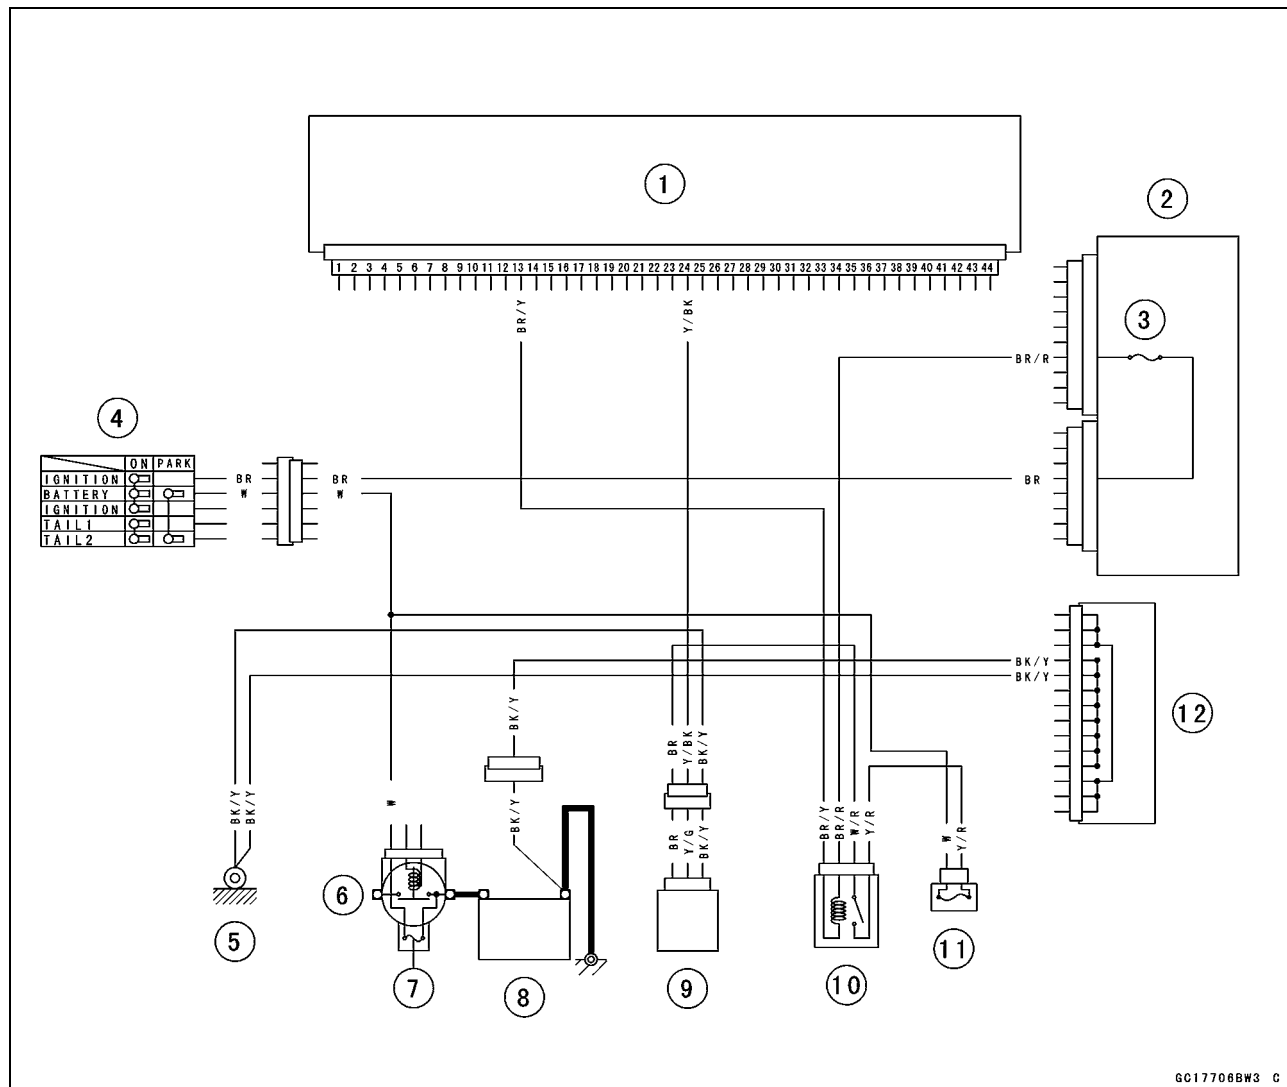 1
2
1 2 3 4 5 6 7 8 9 10 11 12 13 14 15 16 17 18 19 20 21 22 23 24 25 26 27 28 29 30 31 32 33 34 35 36 37 38 39 40 41 42 43 44
BR/Y
Y/BK
3
BR/R
4
ON PARK
IGNITION
BATTERY
IGNITION
TAIL1
TAIL2
BR
W
BR
W
BR
BK/Y
BK/Y
12
BK/Y
BK/Y
BK/Y
W
BK/Y
BK/Y
BR
Y/BK
BK/Y
BR
Y/G
BK/Y
BR/Y
BR/R
W/R
Y/R
W
Y/R
5
6
7
8
9
10
11
GC17706BW3 C